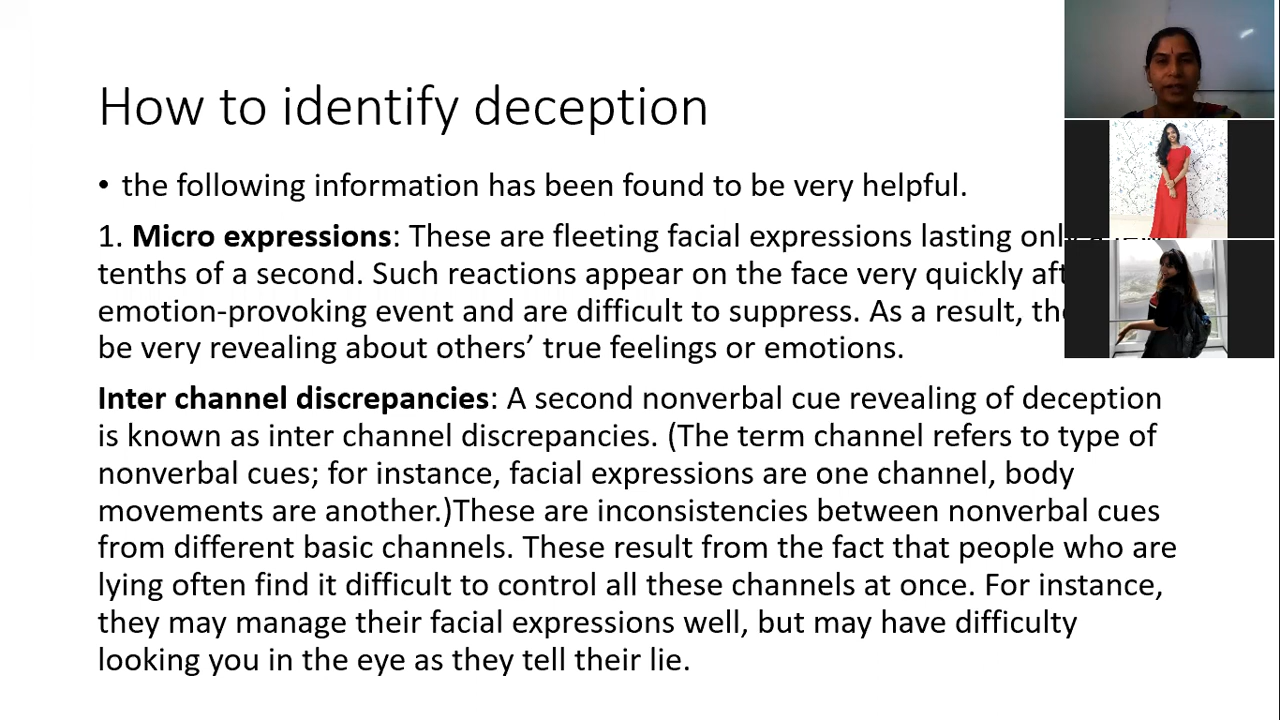 How to identify deception
• the following information has been found to be very helpful.
1. Micro expressions: These are fleeting facial expressions lasting only
tenths of a second. Such reactions appear on the face very quickly
emotion-provoking event and are difficult to suppress. As a result,
be very revealing about others’ true feelings or emotions.
Inter channel discrepancies: A second nonverbal cue revealing of deception
is known as inter channel discrepancies. (The term channel refers to type of
nonverbal cues; for instance, facial expressions are one channel, body
movements are another.)These are inconsistencies between nonverbal cues
from different basic channels. These result from the fact that people who are
lying often find it difficult to control all these channels at once. For instance,
they may manage their facial expressions well, but may have difficulty
looking you in the eye as they tell their lie.